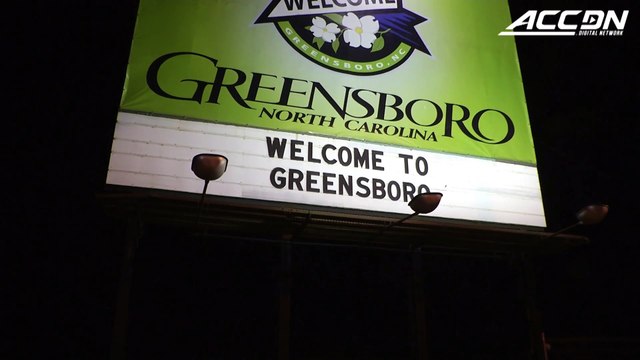 WELCOME
GREENSBORO, NC
GREENSBORO
NORTH CAROLINA
WELCOME TO
GREENSBORO
ACCDN
DIGITAL NETWORK